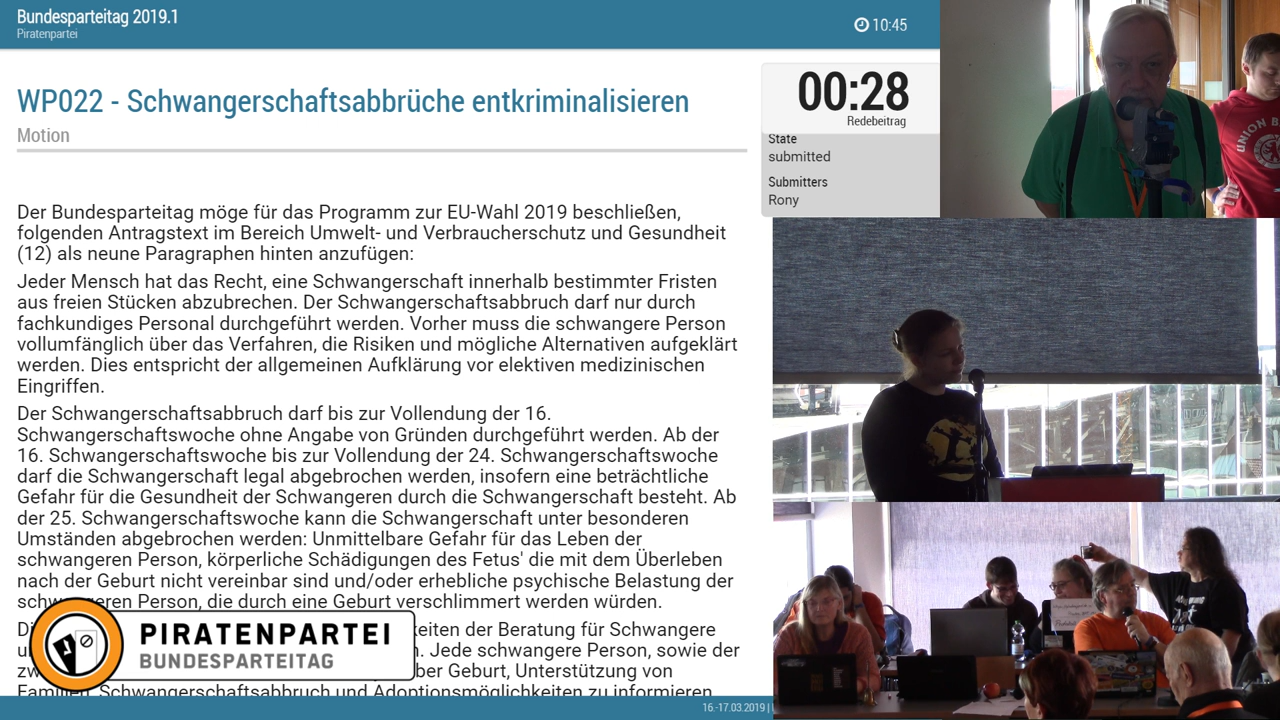 Bundesparteitag 2019.1
Piratenpartei
10:45
WP022 - Schwangerschaftsabbrüche entkriminalisieren
Motion
00:28
Redebeitrag
State
submitted
Submitters
Rony
Der Bundesparteitag möge für das Programm zur EU-Wahl 2019 beschließen,
folgenden Antragstext im Bereich Umwelt- und Verbraucherschutz und Gesundheit
(12) als neune Paragraphen hinten anzufügen:
Jeder Mensch hat das Recht, eine Schwangerschaft innerhalb bestimmter Fristen
aus freien Stücken abzubrechen. Der Schwangerschaftsabbruch darf nur durch
fachkundiges Personal durchgeführt werden. Vorher muss die schwangere Person
vollumfänglich über das Verfahren, die Risiken und mögliche Alternativen aufgeklärt
werden. Dies entspricht der allgemeinen Aufklärung vor elektiven medizinischen
Eingriffen.
Der Schwangerschaftsabbruch darf bis zur Vollendung der 16.
Schwangerschaftswoche ohne Angabe von Gründen durchgeführt werden. Ab der
16. Schwangerschaftswoche bis zur Vollendung der 24. Schwangerschaftswoche
darf die Schwangerschaft legal abgebrochen werden, insofern eine beträchtliche
Gefahr für die Gesundheit der Schwangeren durch die Schwangerschaft besteht. Ab
der 25. Schwangerschaftswoche kann die Schwangerschaft unter besonderen
Umständen abgebrochen werden: Unmittelbare Gefahr für das Leben der
schwangeren Person, körperliche Schädigungen des Fetus' die mit dem Überleben
nach der Geburt nicht vereinbar sind und/oder erhebliche psychische Belastung der
schwangeren Person, die durch eine Geburt verschlimmert werden würden.
keiten der Beratung für Schwangere
Jede schwangere Person, sowie der
ber Geburt, Unterstützung von
Familien, Schwangerschaftsabbruch und Adoptionsmöglichkeiten zu informieren
PIRATENPARTEI
BUNDESPARTEITAG
16.-17.03.2019 |
UNION B